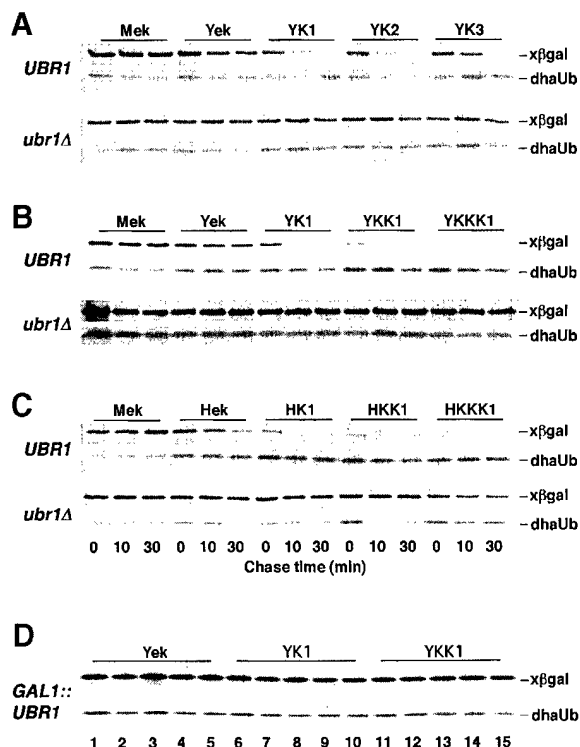 A
Mek Yek YK1 YK2 YK3
UBR1
–xβgal
–dhaUb
ubr1Δ
–xβgal
–dhaUb
B
Mek Yek YK1 YKK1 YKKK1
UBR1
–xβgal
–dhaUb
ubr1Δ
–xβgal
–dhaUb
C
Mek Hek HK1 HKK1 HKKK1
UBR1
–xβgal
–dhaUb
ubr1Δ
–xβgal
–dhaUb
0 10 30 0 10 30 0 10 30 0 10 30 0 10 30
Chase time (min)
D
Yek YK1 YKK1
GAL1::
UBR1
–xβgal
–dhaUb
1 2 3 4 5 6 7 8 9 10 11 12 13 14 15